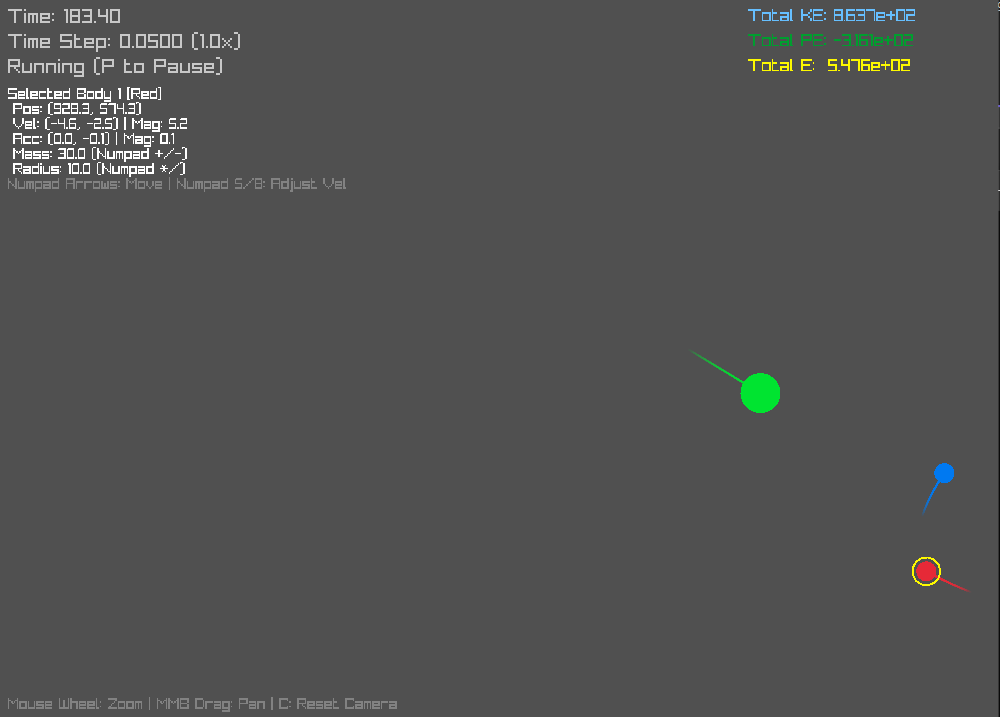 Time: 183.40
Time Step: 0.0500 (1.0x)
Running (P to Pause)
Selected Body 1 [Red]
Pos: (928.3, 574.3)
Vel: (-4.6, -2.5) | Mag: 5.2
Acc: (0.0, -0.1) | Mag: 0.1
Mass: 30.0 (Numpad +/-)
Radius: 10.0 (Numpad */)
Numpad Arrows: Move | Numpad 5/8: Adjust Vel
Total KE: 8.637e+02
Total PE: -3.161e+02
Total E: 5.476e+02
Mouse Wheel: Zoom | MMB Drag: Pan | C: Reset Camera